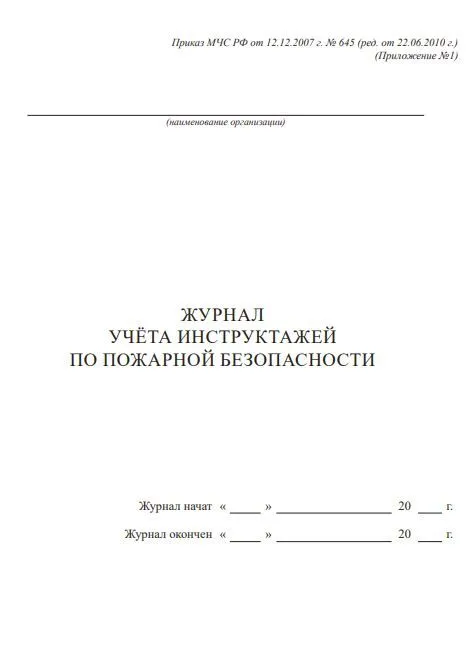 Приказ МЧС РФ от 12.12.2007 г. № 645 (ред. от 22.06.2010 г.)
(Приложение №1)
(наименование организации)
ЖУРНАЛ
УЧЁТА ИНСТРУКТАЖЕЙ
ПО ПОЖАРНОЙ БЕЗОПАСНОСТИ
Журнал начат « ____ » ________________ 20 ___ г.
Журнал окончен « ____ » ________________ 20 ___ г.